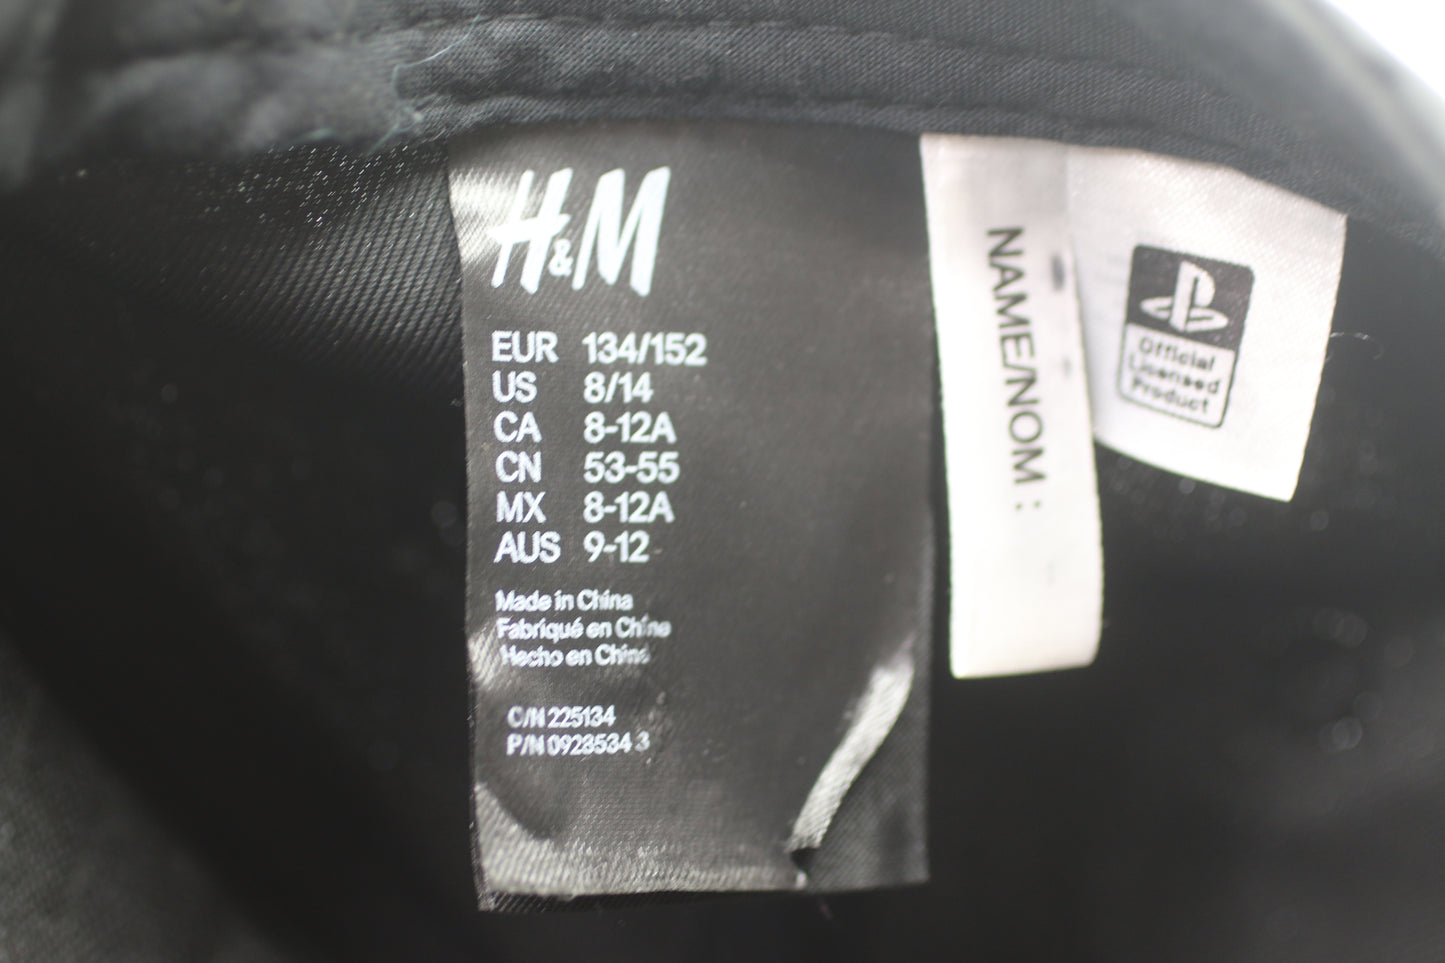 H&M
EUR 134/152
US 8/14
CA 8-12A
CN 53-55
MX 8-12A
AUS 9-12
Made in China
Fabriqué en Chine
Hecho en China
C/N 225134
P/N 0928534 3
NAME/NOM :
Official
Licensed
Product